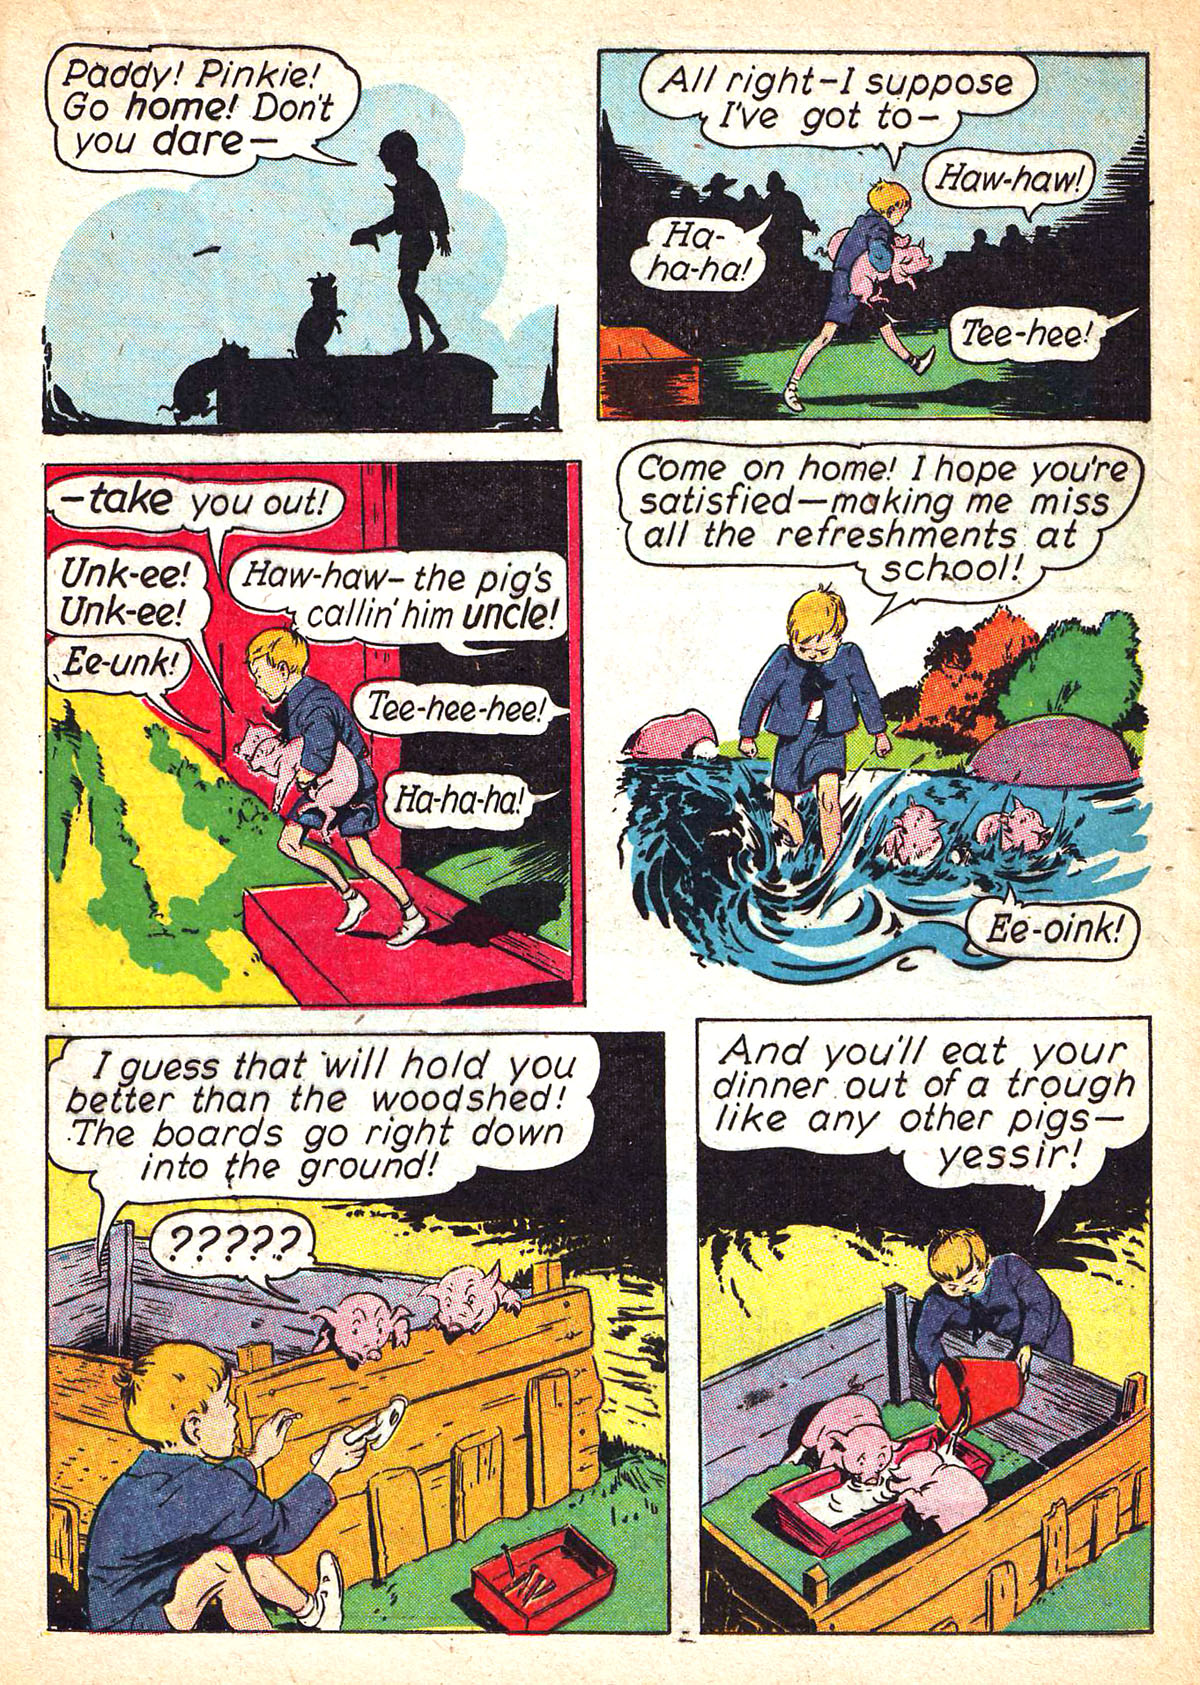 Paddy! Pinkie!
Go home! Don't
you dare—
All right—I suppose
I've got to—
Haw-haw!
Ha-
ha-ha!
Tee-hee!
—take you out!
Unk-ee!
Unk-ee!
Ee-unk!
Haw-haw— the pig's
callin' him uncle!
Tee-hee-hee!
Ha-ha-ha!
Come on home! I hope you're
satisfied—making me miss
all the refreshments at
school!
Ee-oink!
I guess that will hold you
better than the woodshed!
The boards go right down
into the ground!
?????
And you'll eat your
dinner out of a trough
like any other pigs—
yessir!